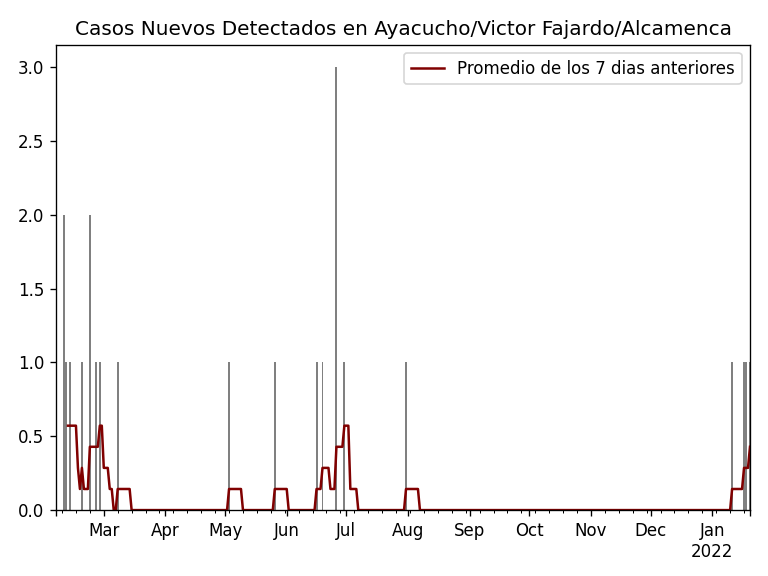 Casos Nuevos Detectados en Ayacucho/Victor Fajardo/Alcamenca
Promedio de los 7 dias anteriores
3.0
2.5
2.0
1.5
1.0
0.5
0.0
Mar Apr May Jun Jul Aug Sep Oct Nov Dec Jan
2022